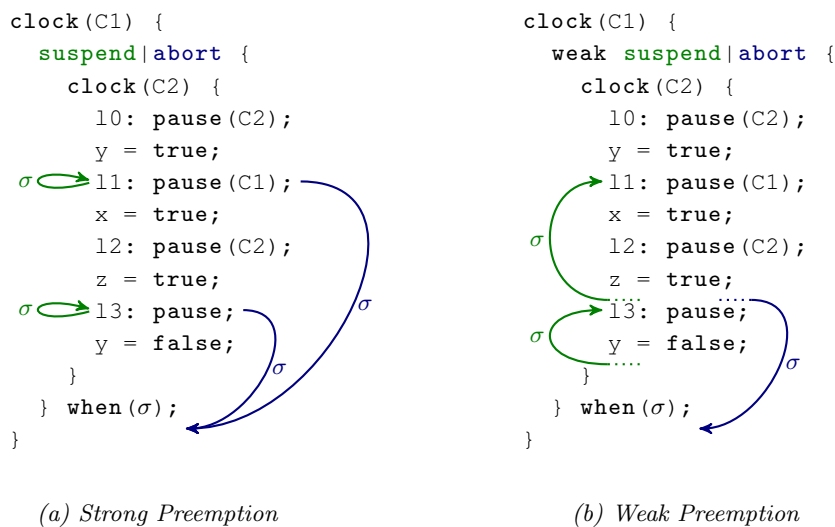 clock(C1) {
suspend|abort {
clock(C2) {
l0: pause(C2);
y = true;
σ l1: pause(C1);
x = true;
l2: pause(C2);
z = true;
σ l3: pause; σ
y = false;
σ
}
} when(σ);
}
(a) Strong Preemption
clock(C1) {
weak suspend|abort {
clock(C2) {
l0: pause(C2);
y = true;
l1: pause(C1);
x = true;
σ l2: pause(C2);
z = true;
l3: pause;
σ y = false;
σ
}
} when(σ);
}
(b) Weak Preemption